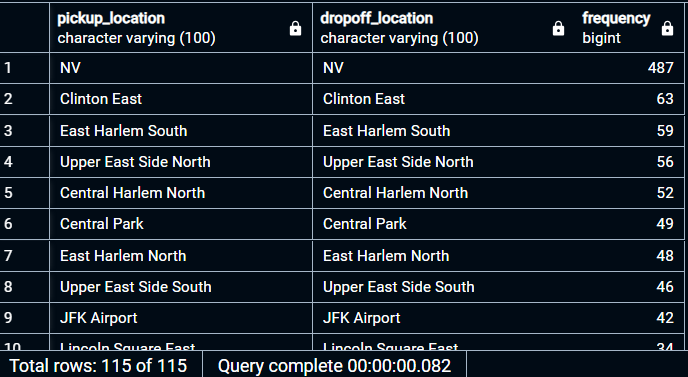 pickup_location dropoff_location frequency
character varying (100) character varying (100) bigint
1 NV NV 487
2 Clinton East Clinton East 63
3 East Harlem South East Harlem South 59
4 Upper East Side North Upper East Side North 56
5 Central Harlem North Central Harlem North 52
6 Central Park Central Park 49
7 East Harlem North East Harlem North 48
8 Upper East Side South Upper East Side South 46
9 JFK Airport JFK Airport 42
10 Lincoln Square East Lincoln Square East 34
Total rows: 115 of 115 Query complete 00:00:00.082